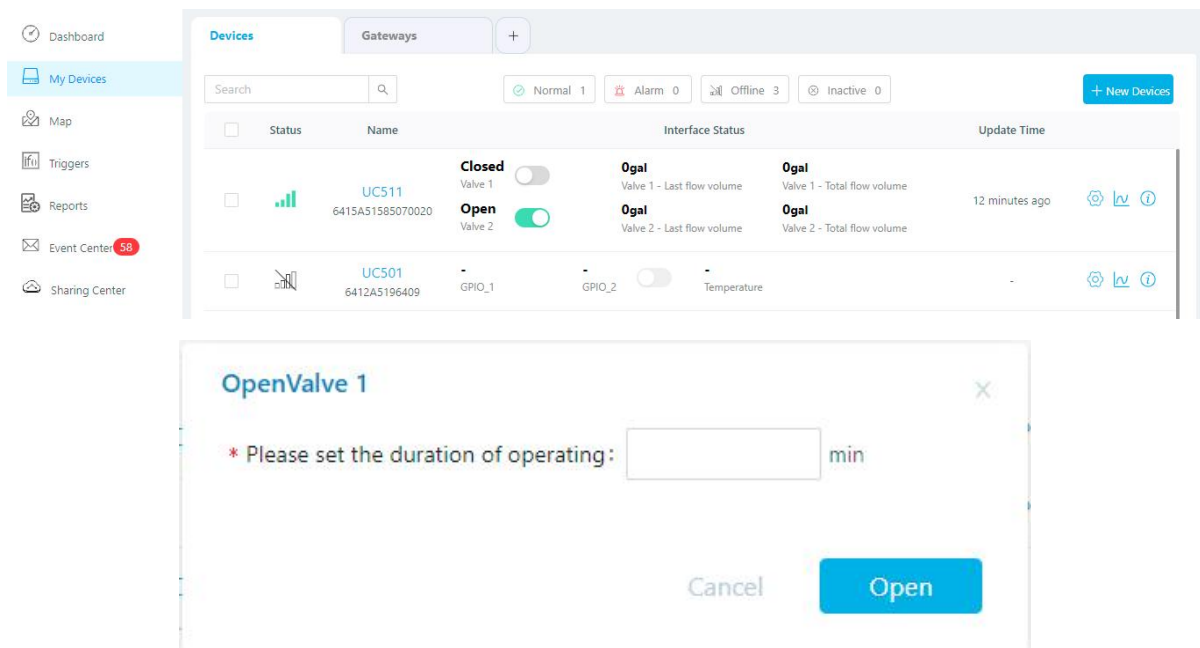 Dashboard
My Devices
Map
Triggers
Reports
Event Center 58
Sharing Center
Devices Gateways +
Search Normal 1 Alarm 0 Offline 3 Inactive 0 + New Devices
Status Name Interface Status Update Time
UC511
6415A51585070020
Closed
Valve 1
0gal
Valve 1 - Last flow volume
0gal
Valve 1 - Total flow volume
Open
Valve 2
0gal
Valve 2 - Last flow volume
0gal
Valve 2 - Total flow volume
12 minutes ago
UC501
6412A5196409
-
GPIO_1
-
GPIO_2
-
Temperature
-
OpenValve 1
* Please set the duration of operating: min
Cancel Open